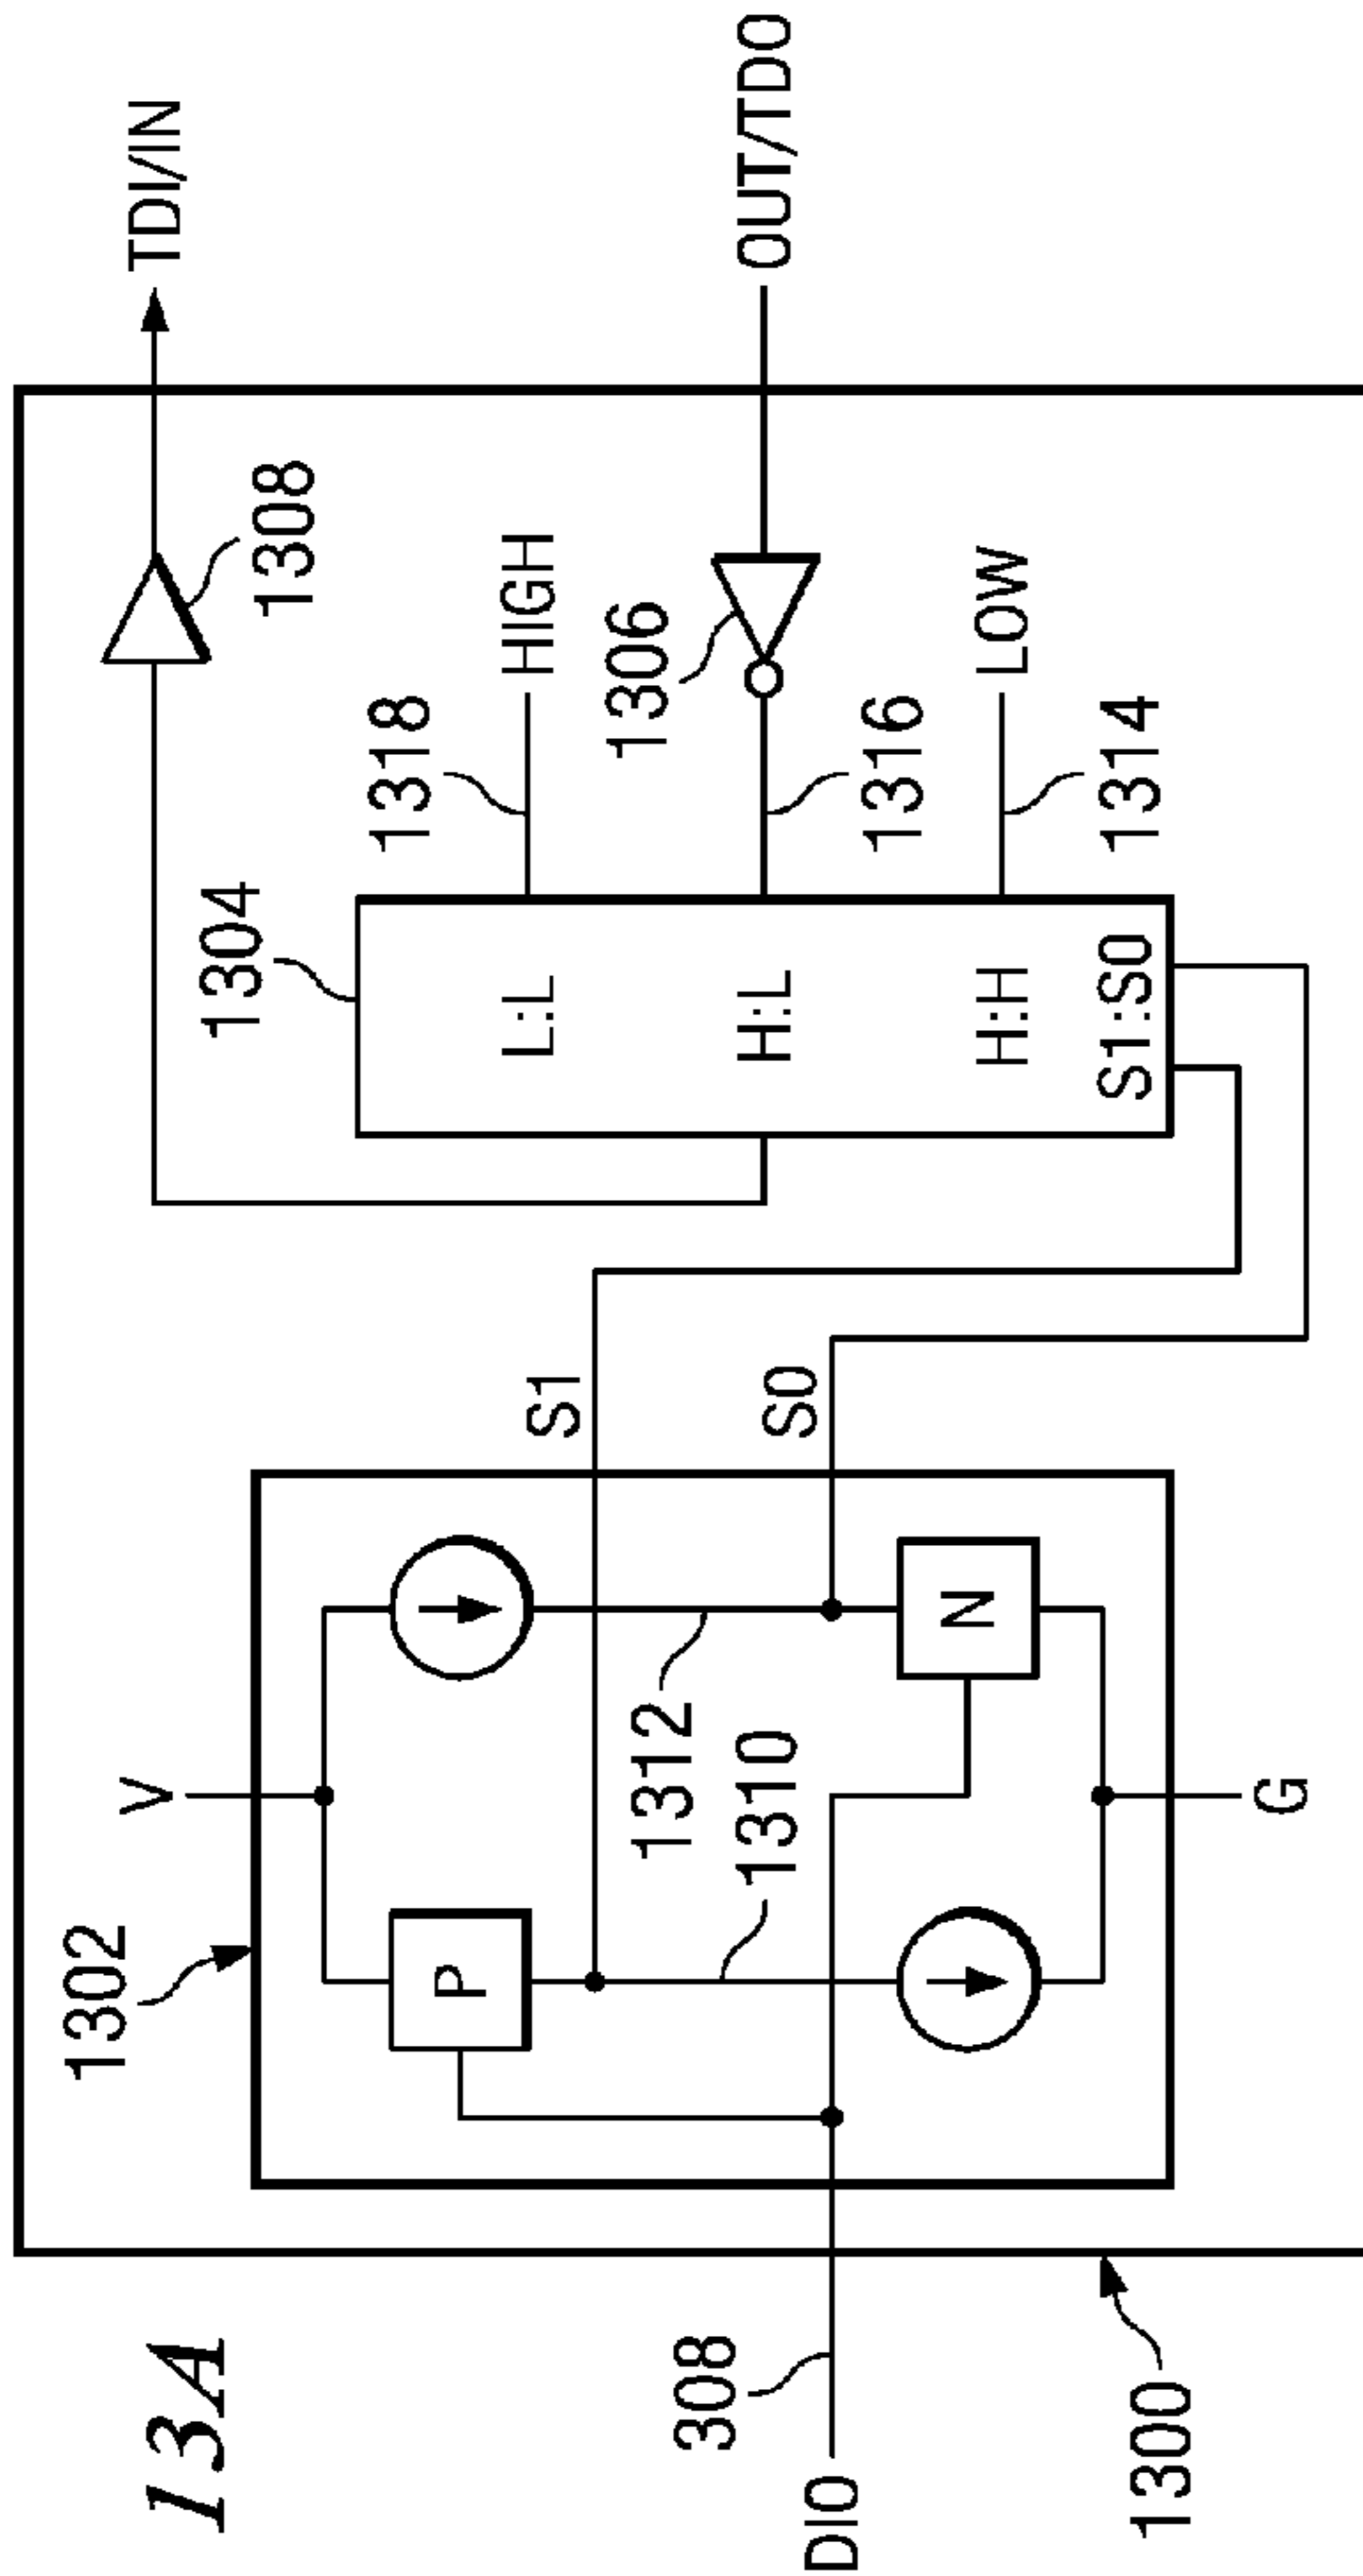 13A
1302
V
1304
1308
TDI/IN
P
S1
L:L
1318
HIGH
1312
1310
S0
H:L
1306
1316
OUT/TDO
308
DIO
N
H:H
LOW
S1:S0
1314
G
1300